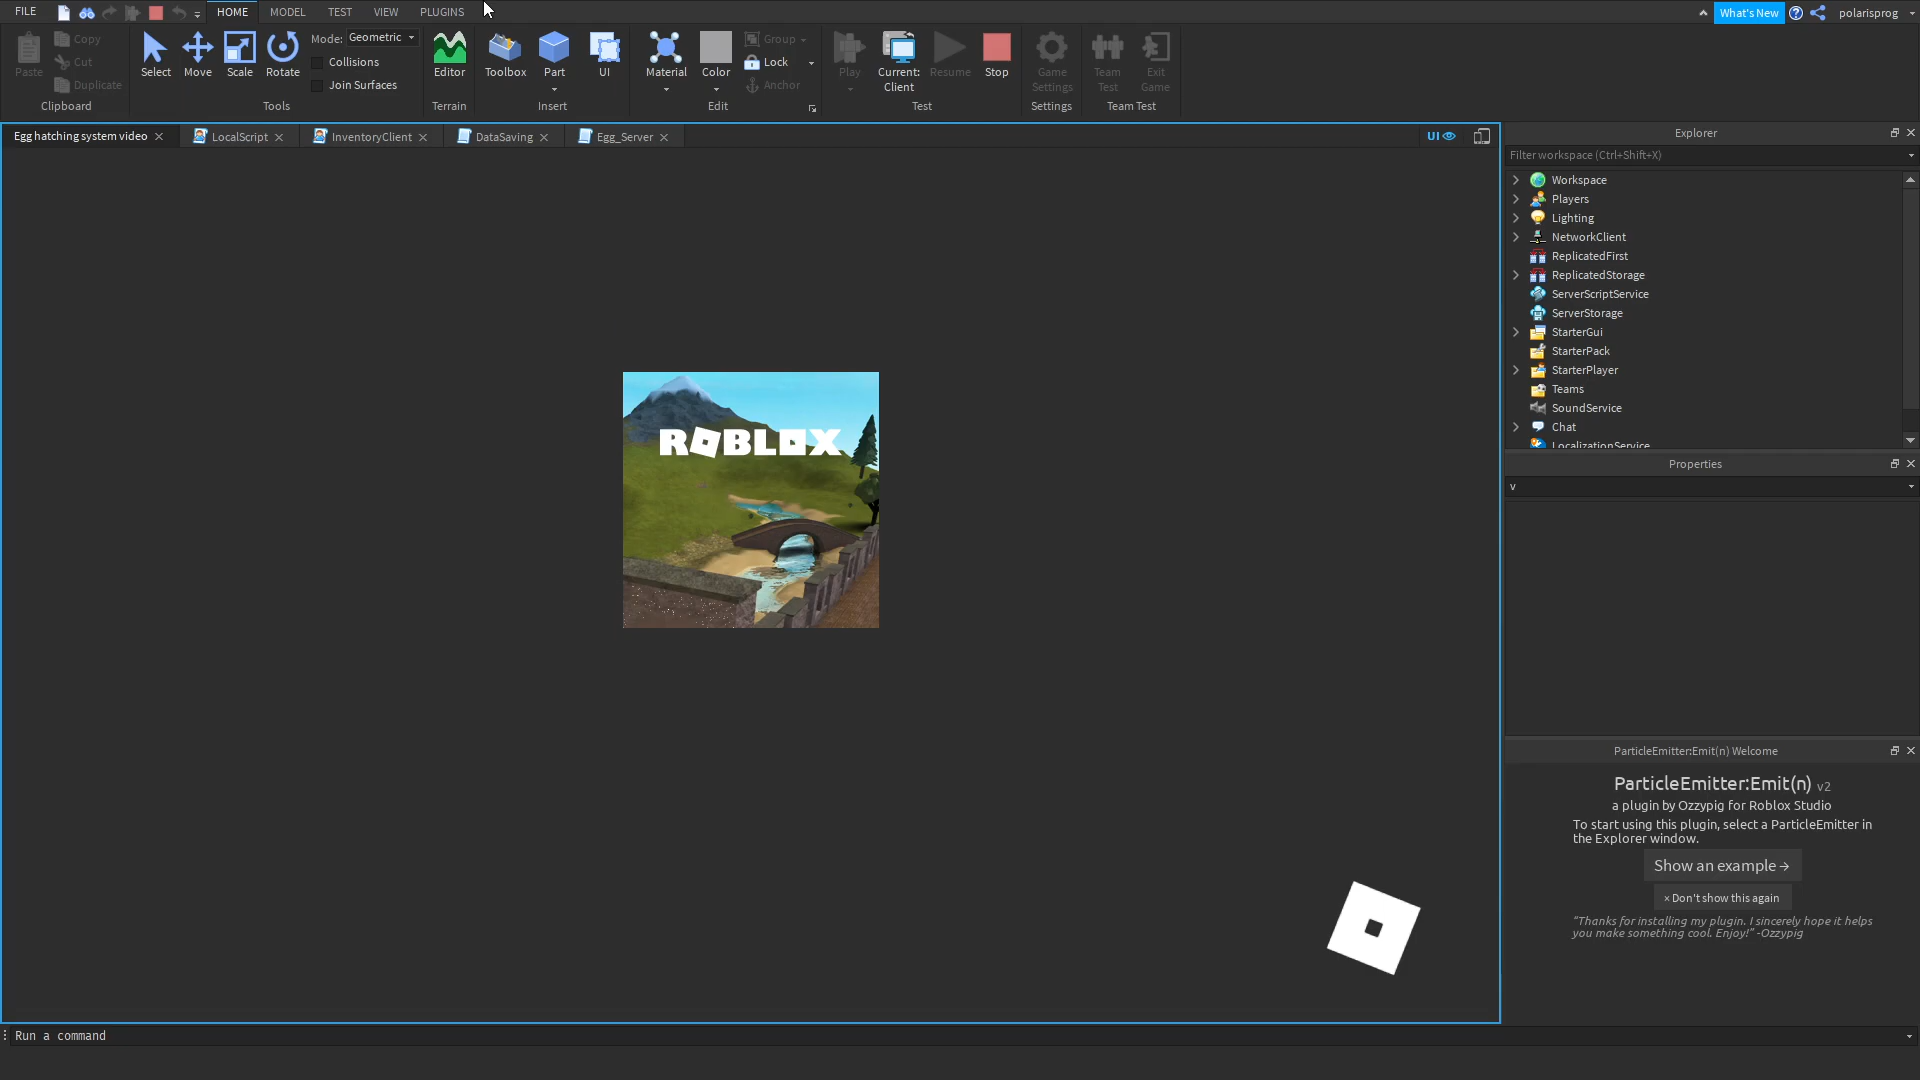 FILE HOME MODEL TEST VIEW PLUGINS What's New polarisprog
Paste Copy Cut Duplicate Clipboard
Select Move Scale Rotate Mode: Geometric Collisions Join Surfaces Tools
Editor Terrain
Toolbox Part UI Insert
Material Color Group Lock Anchor Edit
Play Current: Client Resume Stop Test
Game Settings Settings
Team Test Exit Game Team Test
Egg hatching system video LocalScript InventoryClient DataSaving Egg_Server UI
ROBLOX
Explorer
Filter workspace (Ctrl+Shift+X)
Workspace
Players
Lighting
NetworkClient
ReplicatedFirst
ReplicatedStorage
ServerScriptService
ServerStorage
StarterGui
StarterPack
StarterPlayer
Teams
SoundService
Chat
LocalizationService
Properties
v
ParticleEmitter:Emit(n) Welcome
ParticleEmitter:Emit(n) v2
a plugin by Ozzypig for Roblox Studio
To start using this plugin, select a ParticleEmitter in
the Explorer window.
Show an example →
× Don't show this again
"Thanks for installing my plugin. I sincerely hope it helps
you make something cool. Enjoy!" -Ozzypig
Run a command